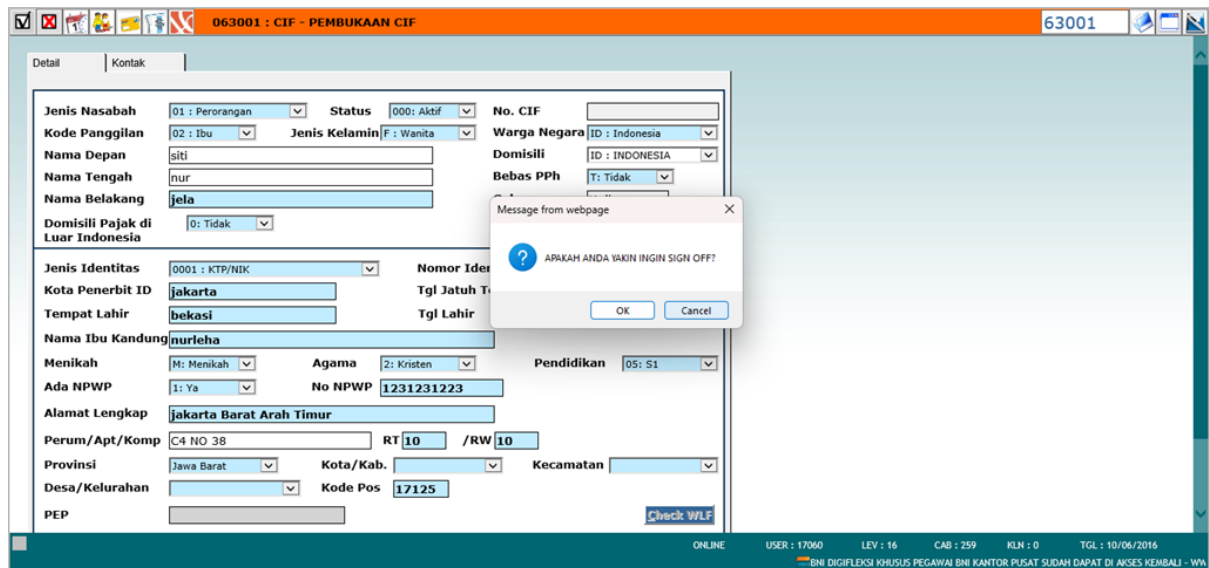 063001 : CIF - PEMBUKAAN CIF 63001
Detail Kontak
Jenis Nasabah 01 : Perorangan Status 000: Aktif No. CIF
Kode Panggilan 02 : Ibu Jenis Kelamin F : Wanita Warga Negara ID : Indonesia
Nama Depan siti Domisili ID : INDONESIA
Nama Tengah nur Bebas PPh T: Tidak
Nama Belakang jela
Message from webpage
Domisili Pajak di 0: Tidak
Luar Indonesia
APAKAH ANDA YAKIN INGIN SIGN OFF?
OK Cancel
Jenis Identitas 0001 : KTP/NIK Nomor Iden
Kota Penerbit ID jakarta Tgl Jatuh T
Tempat Lahir bekasi Tgl Lahir
Nama Ibu Kandung nurleha
Menikah M: Menikah Agama 2: Kristen Pendidikan 05: S1
Ada NPWP 1: Ya No NPWP 1231231223
Alamat Lengkap jakarta Barat Arah Timur
Perum/Apt/Komp C4 NO 38 RT 10 /RW 10
Provinsi Jawa Barat Kota/Kab. Kecamatan
Desa/Kelurahan Kode Pos 17125
PEP Check WLF
ONLINE USER : 17060 LEV : 16 CAB : 259 KLN : 0 TGL : 10/06/2016
BNI DIGIFLEKSI KHUSUS PEGAWAI BNI KANTOR PUSAT SUDAH DAPAT DI AKSES KEMBALI - WW